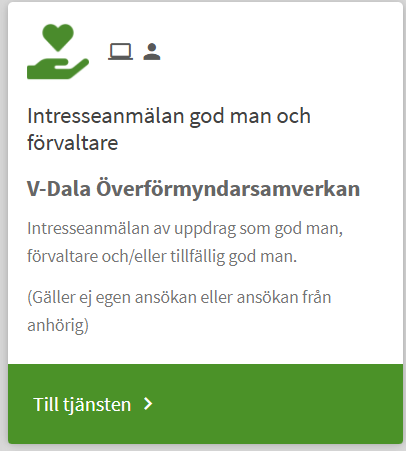 Intresseanmälan god man och
förvaltare
V-Dala Överförmyndarsamverkan
Intresseanmälan av uppdrag som god man,
förvaltare och/eller tillfällig god man.
(Gäller ej egen ansökan eller ansökan från
anhörig)
Till tjänsten